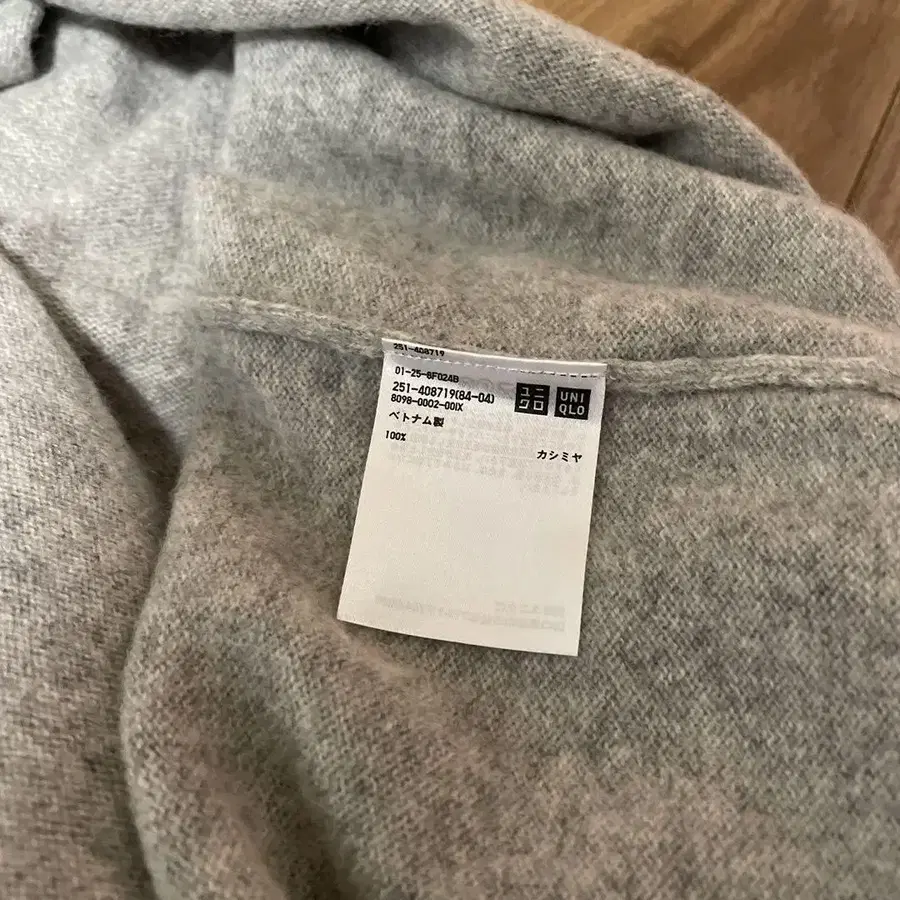 251-408719
01-25-6F024B
251-408719(84-04)
8098-0002-00IX
ユニ
クロ
UNI
QLO
ベトナム製
100%
カシミヤ